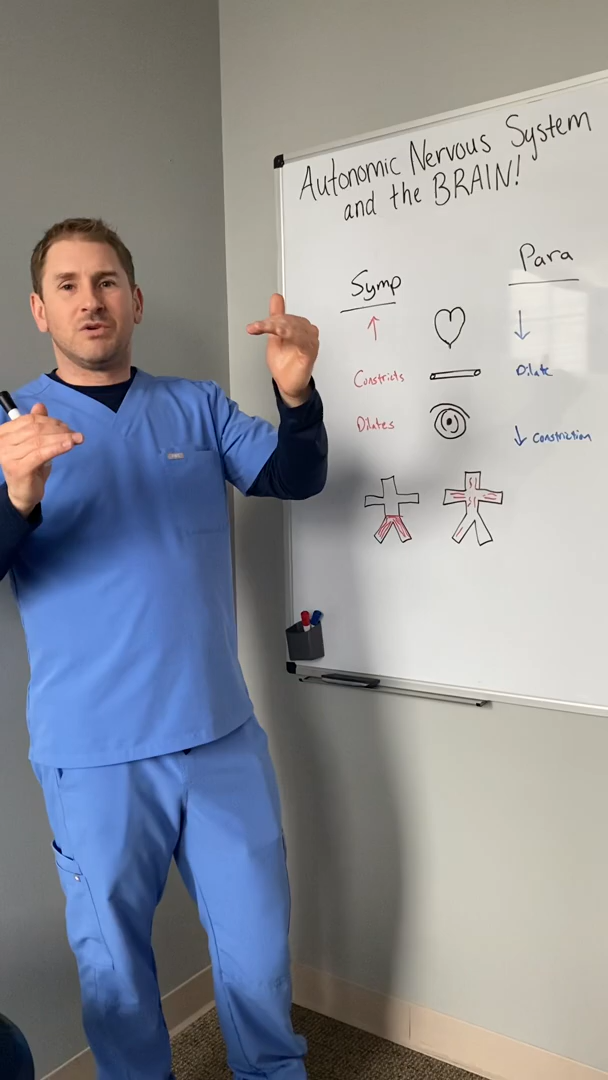 Autonomic Nervous System
and the BRAIN!
Symp
Para
↑
↓
Constricts
Dilate
Dilates
↓ Constriction